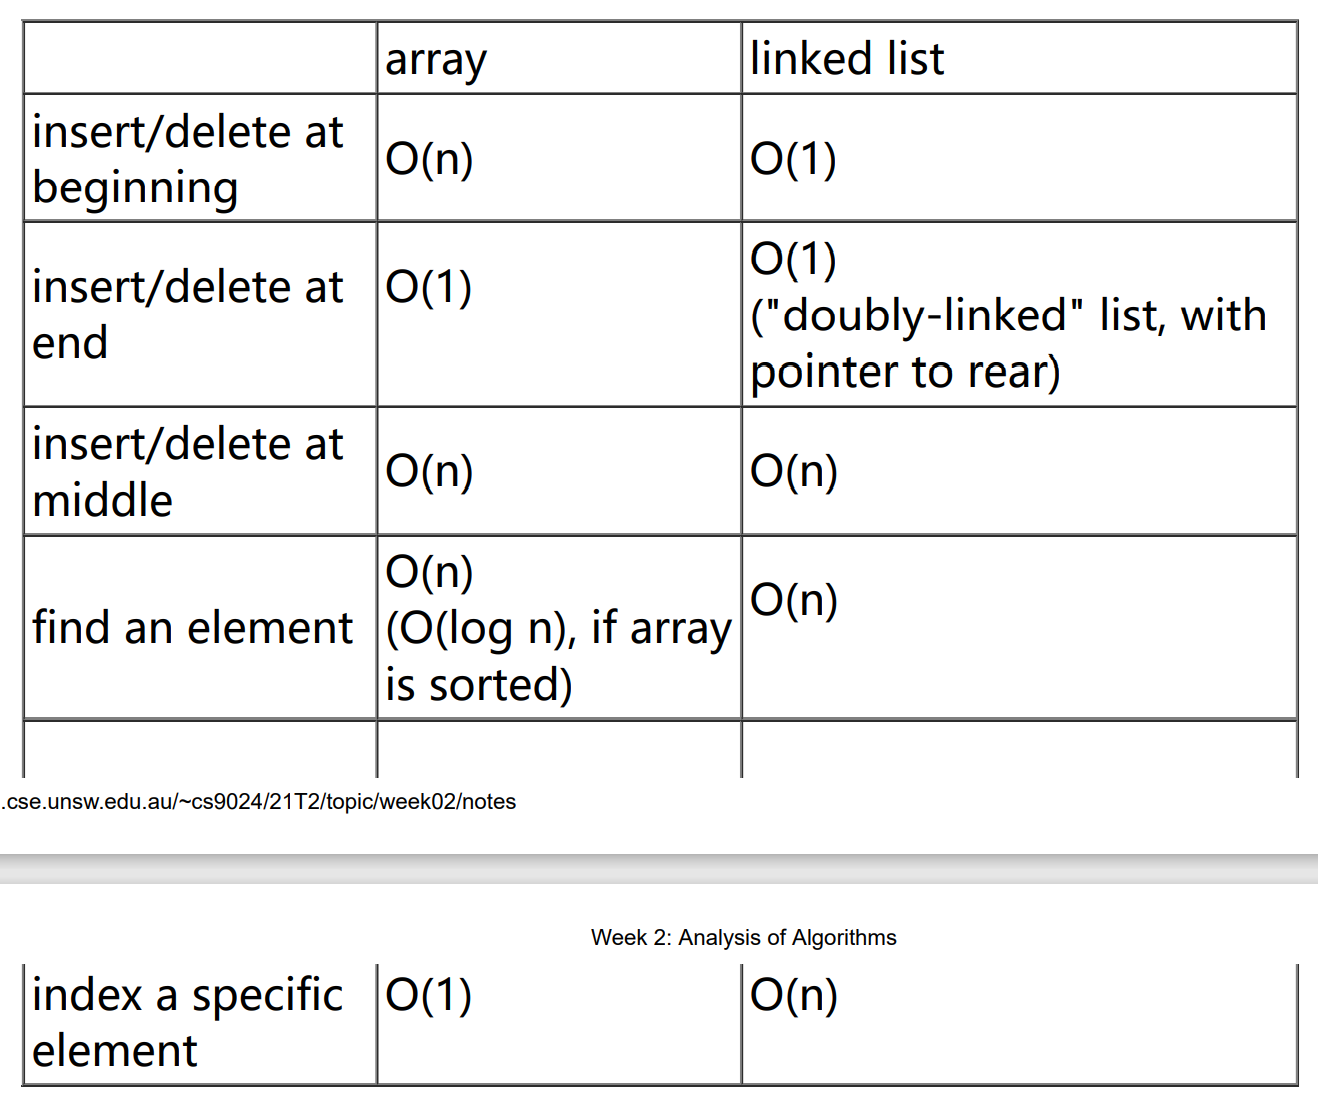 array
linked list
insert/delete at
beginning
O(n)
O(1)
insert/delete at
end
O(1)
O(1)
("doubly-linked" list, with
pointer to rear)
insert/delete at
middle
O(n)
O(n)
find an element
O(n)
(O(log n), if array
is sorted)
O(n)
.cse.unsw.edu.au/~cs9024/21T2/topic/week02/notes
Week 2: Analysis of Algorithms
index a specific
element
O(1)
O(n)